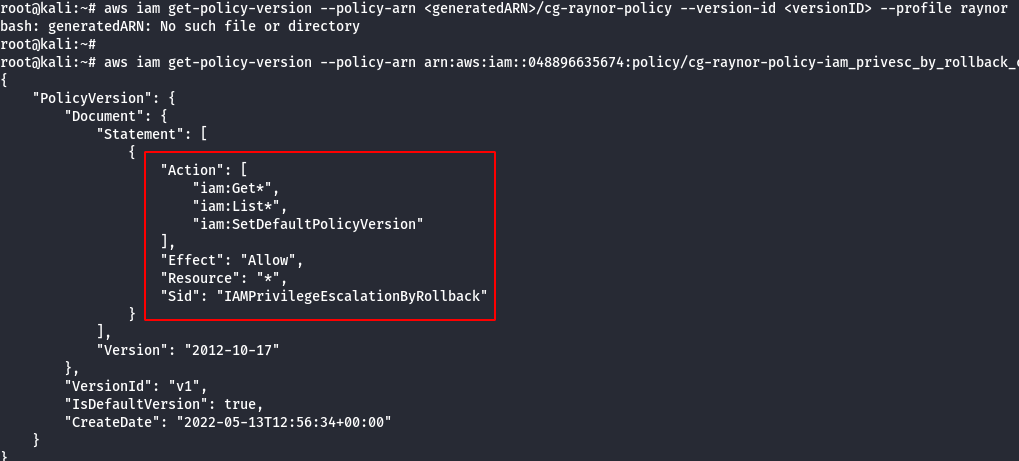 root@kali:~# aws iam get-policy-version --policy-arn <generatedARN>/cg-raynor-policy --version-id <versionID> --profile raynor
bash: generatedARN: No such file or directory
root@kali:~#
root@kali:~# aws iam get-policy-version --policy-arn arn:aws:iam::048896635674:policy/cg-raynor-policy-iam_privesc_by_rollback_
{
    "PolicyVersion": {
        "Document": {
            "Statement": [
                {
                    "Action": [
                        "iam:Get*",
                        "iam:List*",
                        "iam:SetDefaultPolicyVersion"
                    ],
                    "Effect": "Allow",
                    "Resource": "*",
                    "Sid": "IAMPrivilegeEscalationByRollback"
                }
            ],
            "Version": "2012-10-17"
        },
        "VersionId": "v1",
        "IsDefaultVersion": true,
        "CreateDate": "2022-05-13T12:56:34+00:00"
    }
}